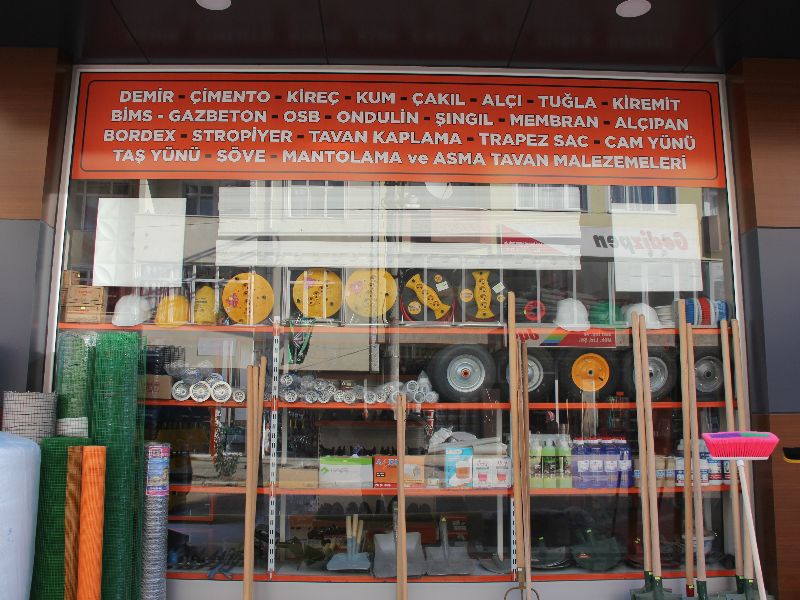 DEMİR - ÇİMENTO - KİREÇ - KUM - ÇAKIL - ALÇI - TUĞLA - KİREMİT
BİMS - GAZBETON - OSB - ONDULİN - ŞINGIL - MEMBRAN - ALÇIPAN
BORDEX - STROPİYER - TAVAN KAPLAMA - TRAPEZ SAC - CAM YÜNÜ
TAŞ YÜNÜ - SÖVE - MANTOLAMA ve ASMA TAVAN MALEZEMELERİ
Gedizpen